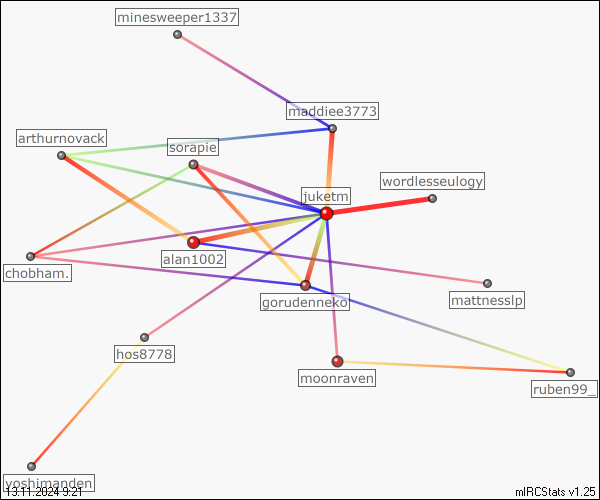 minesweeper1337
maddiee3773
arthurnovack
sorapie
wordlesseulogy
juketm
alan1002
chobham.
gorudenneko
mattnesslp
hos8778
moonraven
ruben99_
yoshimanden
13.11.2024 9:21
mIRCStats v1.25